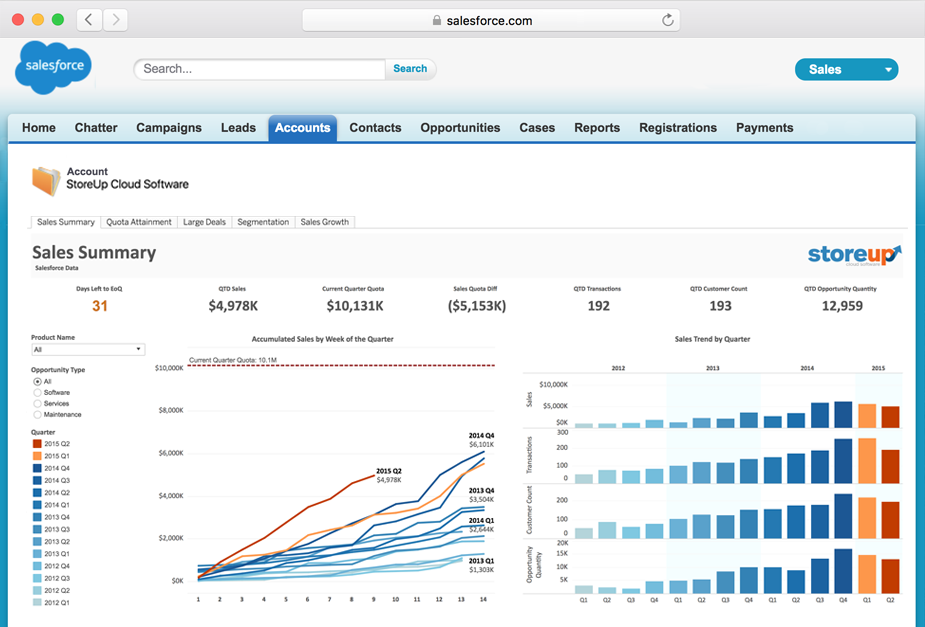 salesforce.com
salesforce
Search...
Search
Sales
Home Chatter Campaigns Leads Accounts Contacts Opportunities Cases Reports Registrations Payments
Account
StoreUp Cloud Software
Sales Summary Quota Attainment Large Deals Segmentation Sales Growth
Sales Summary
Salesforce Data
storeup
cloud software
Days Left to EoQ QTD Sales Current Quarter Quota Sales Quota Diff QTD Transactions QTD Customer Count QTD Opportunity Quantity
31 $4,978K $10,131K ($5,153K) 192 193 12,959
Product Name
All
Opportunity Type
All
Software
Services
Maintenance
Quarter
2015 Q2
2015 Q1
2014 Q4
2014 Q3
2014 Q2
2014 Q1
2013 Q4
2013 Q3
2013 Q2
2013 Q1
2012 Q4
2012 Q3
2012 Q2
2012 Q1
Accumulated Sales by Week of the Quarter
Current Quarter Quota: 10.1M
$10,000K
$8,000K
$6,000K
$4,000K
$2,000K
$0K
2014 Q4
$6,101K
2015 Q2
$4,978K
2013 Q4
$3,504K
2014 Q1
$2,644K
2013 Q1
$1,303K
1 2 3 4 5 6 7 8 9 10 11 12 13 14
Sales Trend by Quarter
2012 2013 2014 2015
Sales
$10,000K
$5,000K
$0K
Transactions
300
200
100
0
Customer Count
200
100
0
Opportunity
Quantity
20K
15K
10K
5K
Q1 Q2 Q3 Q4 Q1 Q2 Q3 Q4 Q1 Q2 Q3 Q4 Q1 Q2